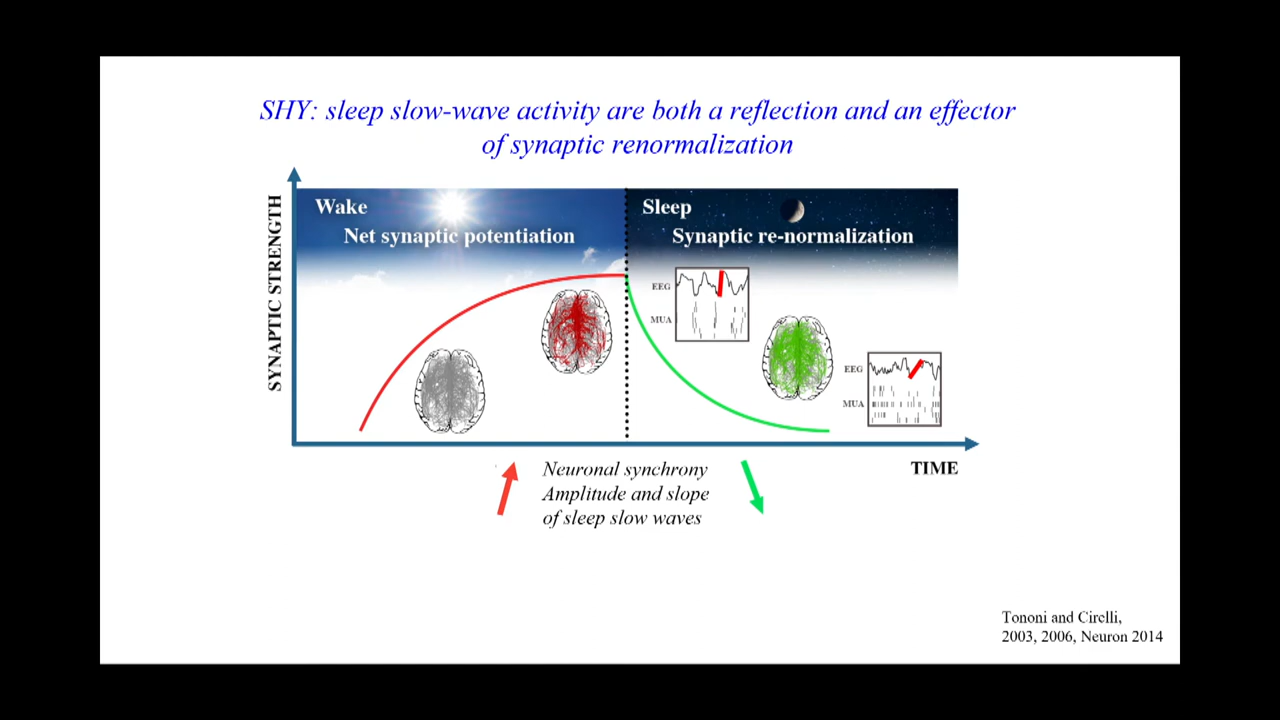 SHY: sleep slow-wave activity are both a reflection and an effector
of synaptic renormalization
SYNAPTIC STRENGTH
Wake
Net synaptic potentiation
Sleep
Synaptic re-normalization
EEG
MUA
EEG
MUA
TIME
Neuronal synchrony
Amplitude and slope
of sleep slow waves
Tononi and Cirelli,
2003, 2006, Neuron 2014